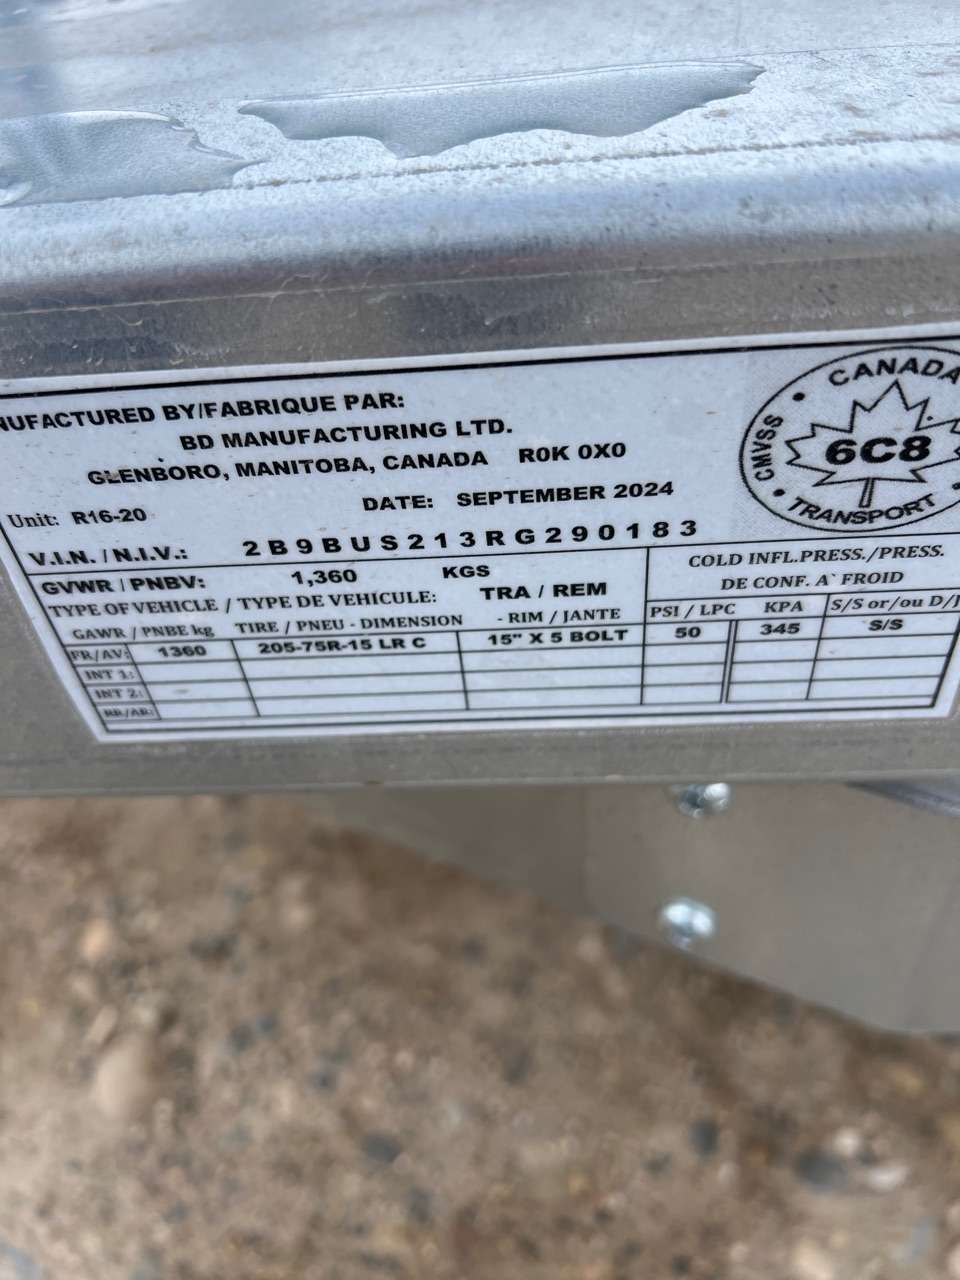 NUFACTURED BY/FABRIQUE PAR:
BD MANUFACTURING LTD.
GLENBORO, MANITOBA, CANADA R0K 0X0
DATE: SEPTEMBER 2024
Unit: R16-20
V.I.N. / N.I.V.: 2B9BUS213RG290183
CANADA
CMVSS
6C8
TRANSPORT
GVWR / PNBV: 1,360 KGS
TYPE OF VEHICLE / TYPE DE VEHICULE: TRA / REM
COLD INFL.PRESS./PRESS.
DE CONF. A` FROID
GAWR / PNBE kg TIRE / PNEU - DIMENSION - RIM / JANTE PSI / LPC KPA S/S or/ou D/
FR/AV: 1360 205-75R-15 LR C 15" X 5 BOLT 50 345 S/S
INT 1:
INT 2:
RR/AR: